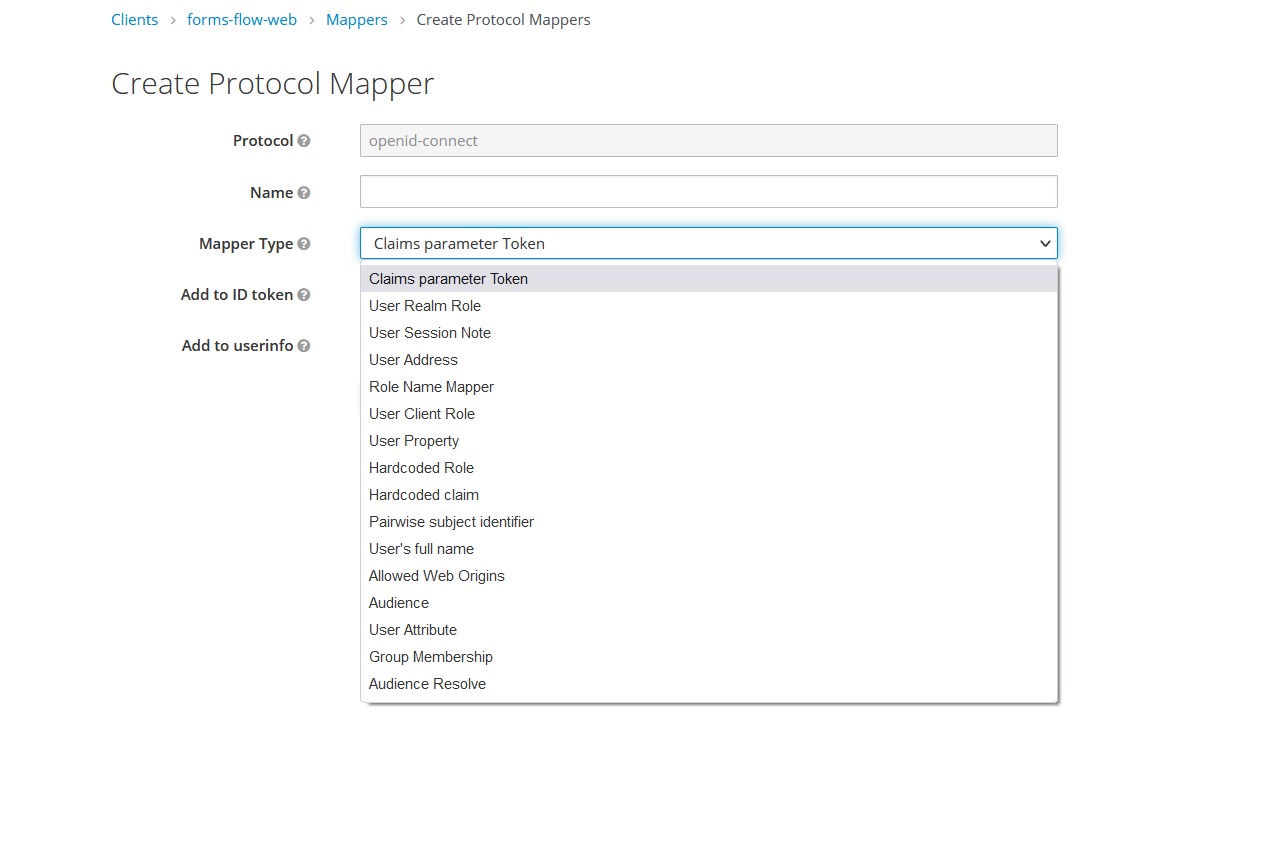 Clients > forms-flow-web > Mappers > Create Protocol Mappers
Create Protocol Mapper
Protocol
openid-connect
Name
Mapper Type
Claims parameter Token
Add to ID token
Add to userinfo
Claims parameter Token
User Realm Role
User Session Note
User Address
Role Name Mapper
User Client Role
User Property
Hardcoded Role
Hardcoded claim
Pairwise subject identifier
User's full name
Allowed Web Origins
Audience
User Attribute
Group Membership
Audience Resolve